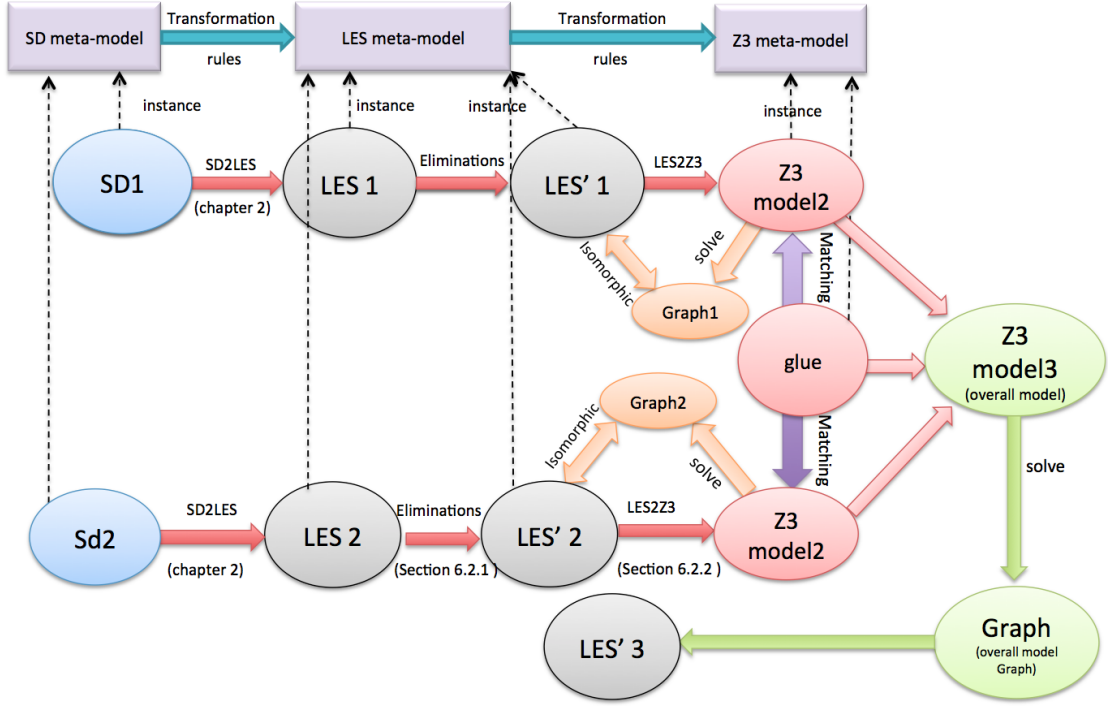 SD meta-model
Transformation
rules
LES meta-model
Transformation
rules
Z3 meta-model
instance
instance
instance
instance
SD1
SD2LES
(chapter 2)
LES 1
Eliminations
LES’ 1
LES2Z3
Z3
model2
Isomorphic
solve
Matching
Graph1
glue
Z3
model3
(overall model)
Graph2
Isomorphic
solve
Matching
solve
Sd2
SD2LES
(chapter 2)
LES 2
Eliminations
(Section 6.2.1 )
LES’ 2
LES2Z3
(Section 6.2.2 )
Z3
model2
LES’ 3
Graph
(overall model
Graph)